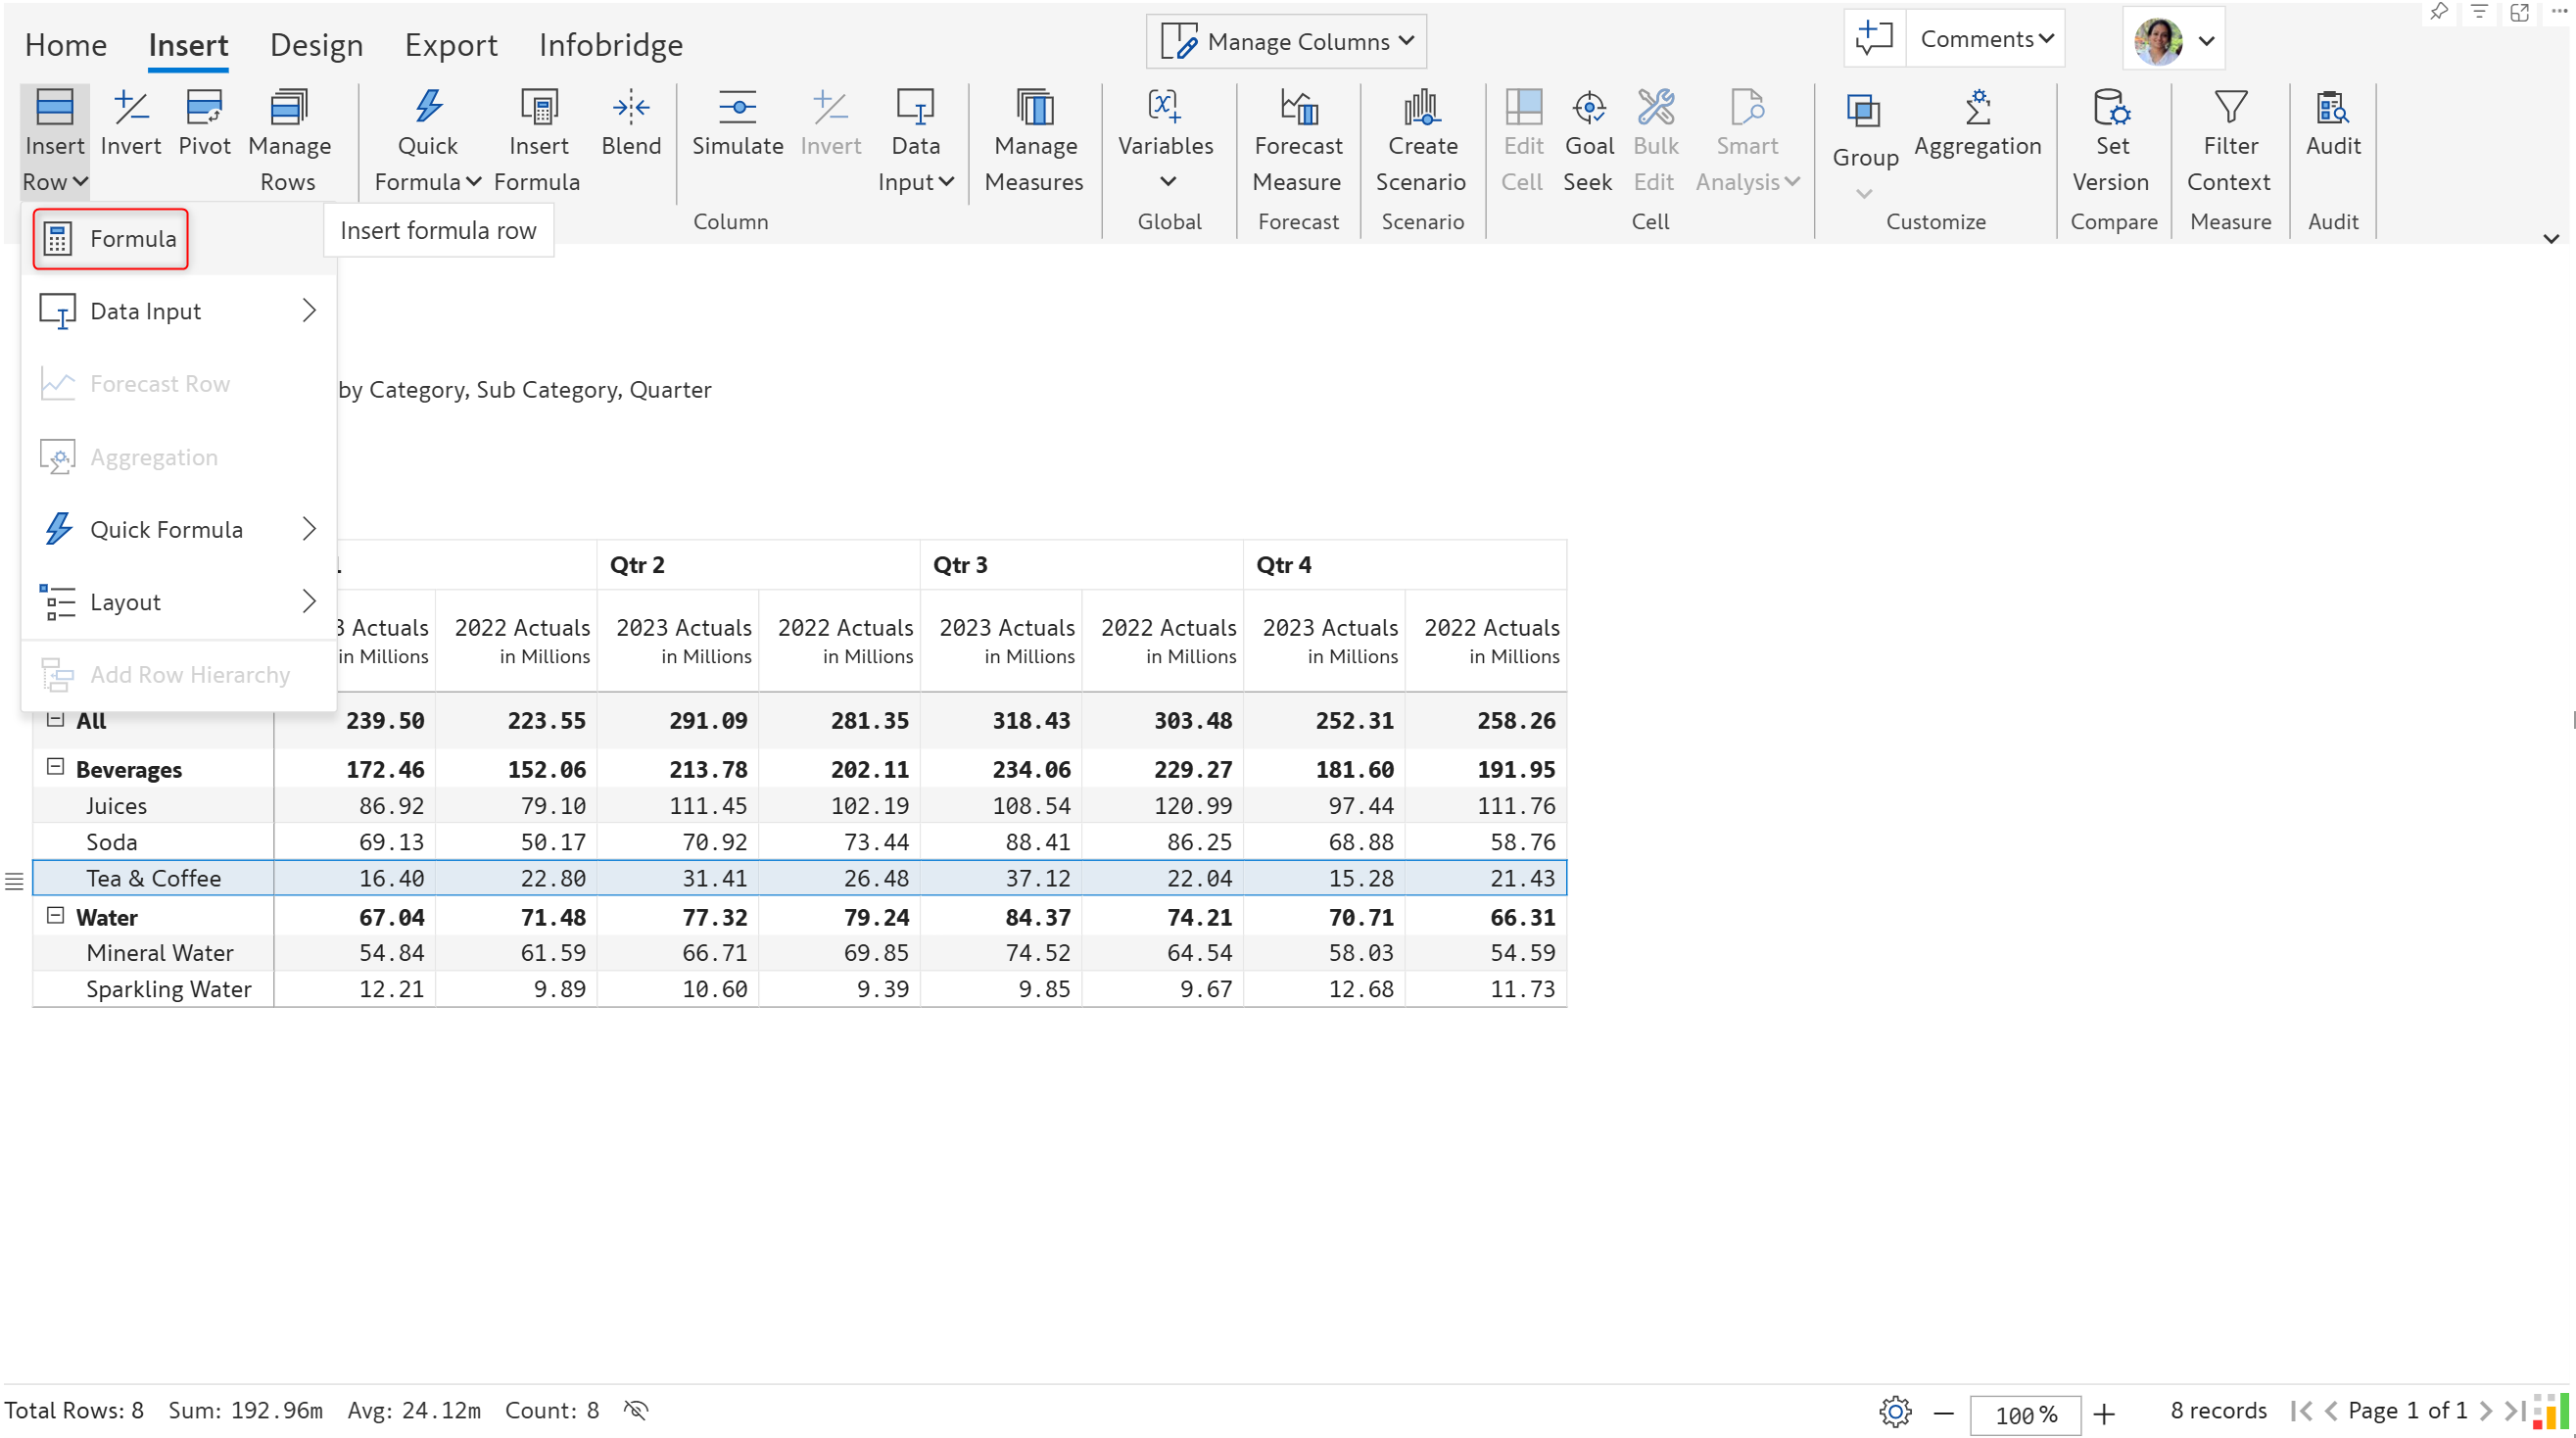 Home Insert Design Export Infobridge Manage Columns Comments
Insert Row Invert Pivot Manage Rows Quick Formula Insert Formula Blend Simulate Invert Data Input Manage Measures Variables Forecast Measure Create Scenario Edit Cell Goal Seek Bulk Edit Smart Analysis Group Aggregation Set Version Filter Context Audit
Column Global Forecast Scenario Cell Customize Compare Measure Audit
Formula
Insert formula row
Data Input
Forecast Row
by Category, Sub Category, Quarter
Aggregation
Quick Formula
Layout
Add Row Hierarchy
Qtr 2 Qtr 3 Qtr 4
3 Actuals 2022 Actuals 2023 Actuals 2022 Actuals 2023 Actuals 2022 Actuals 2023 Actuals 2022 Actuals
in Millions in Millions in Millions in Millions in Millions in Millions in Millions in Millions
All 239.50 223.55 291.09 281.35 318.43 303.48 252.31 258.26
Beverages 172.46 152.06 213.78 202.11 234.06 229.27 181.60 191.95
Juices 86.92 79.10 111.45 102.19 108.54 120.99 97.44 111.76
Soda 69.13 50.17 70.92 73.44 88.41 86.25 68.88 58.76
Tea & Coffee 16.40 22.80 31.41 26.48 37.12 22.04 15.28 21.43
Water 67.04 71.48 77.32 79.24 84.37 74.21 70.71 66.31
Mineral Water 54.84 61.59 66.71 69.85 74.52 64.54 58.03 54.59
Sparkling Water 12.21 9.89 10.60 9.39 9.85 9.67 12.68 11.73
Total Rows: 8 Sum: 192.96m Avg: 24.12m Count: 8 100% 8 records Page 1 of 1